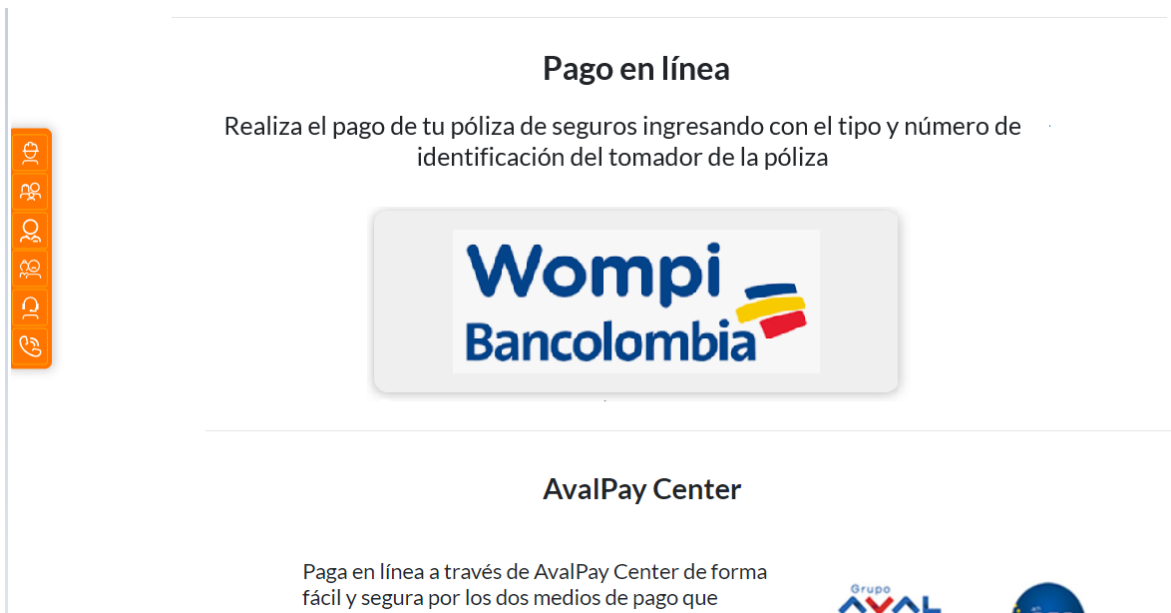 Pago en línea
Realiza el pago de tu póliza de seguros ingresando con el tipo y número de
identificación del tomador de la póliza
Wompi
Bancolombia
AvalPay Center
Paga en línea a través de AvalPay Center de forma
fácil y segura por los dos medios de pago que
Grupo
AVAL